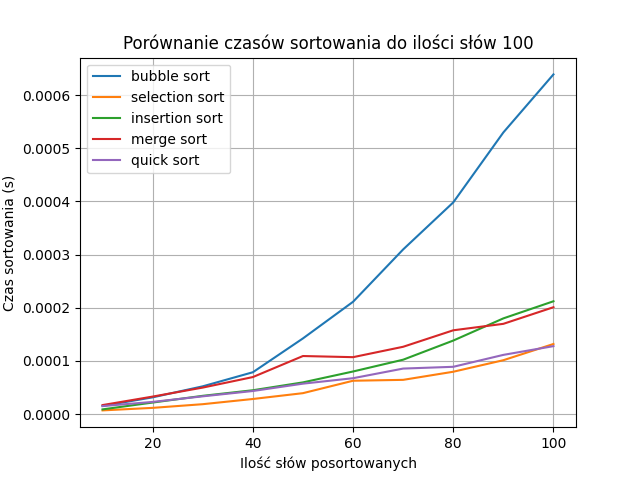 Porównanie czasów sortowania do ilości słów 100
bubble sort
selection sort
insertion sort
merge sort
quick sort
Czas sortowania (s)
0.0006
0.0005
0.0004
0.0003
0.0002
0.0001
0.0000
20 40 60 80 100
Ilość słów posortowanych